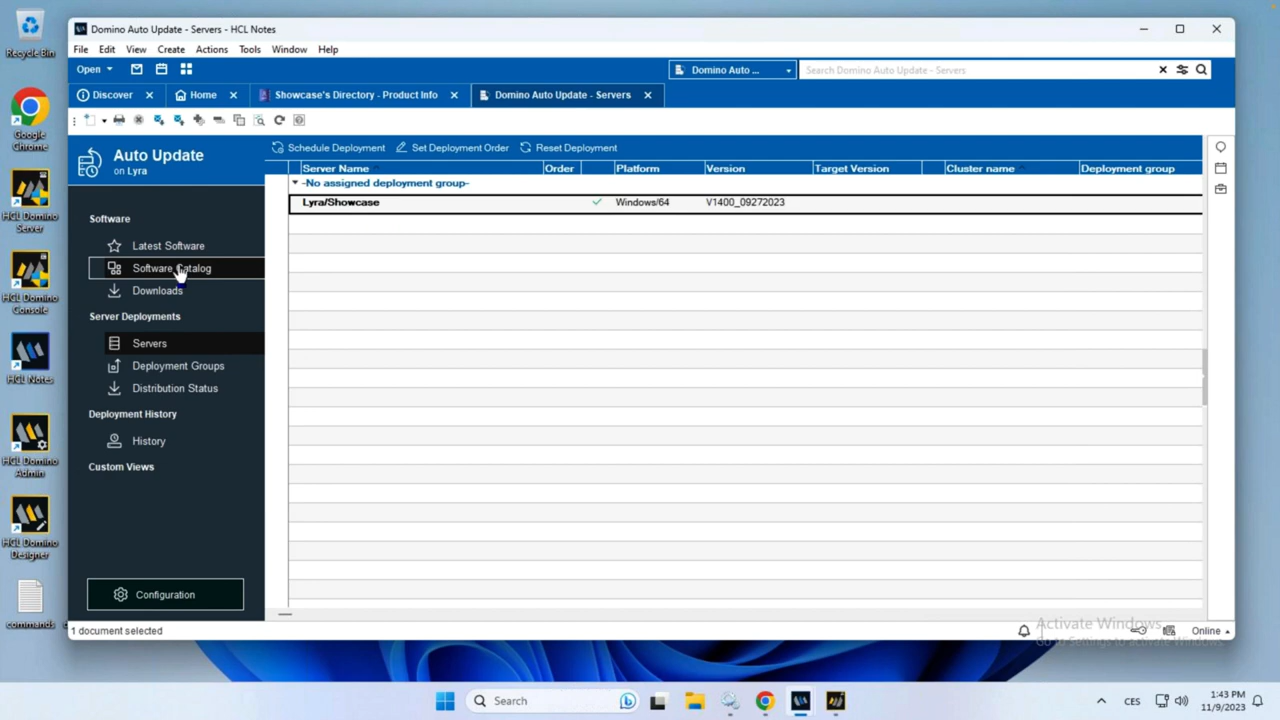 Recycle Bin
Google Chrome
HCL Domino Server
HCL Domino Console
HCL Notes
HCL Domino Admin
HCL Domino Designer
commands
Domino Auto Update - Servers - HCL Notes
File Edit View Create Actions Tools Window Help
Open
Domino Auto ...
Search Domino Auto Update - Servers
Discover
Home
Showcase's Directory - Product Info
Domino Auto Update - Servers
Auto Update
on Lyra
Software
Latest Software
Software Catalog
Downloads
Server Deployments
Servers
Deployment Groups
Distribution Status
Deployment History
History
Custom Views
Configuration
Schedule Deployment Set Deployment Order Reset Deployment
Server Name Order Platform Version Target Version Cluster name Deployment group
-No assigned deployment group-
Lyra/Showcase Windows/64 V1400_09272023
1 document selected
Online
Activate Windows
Go to Settings to activate Windows.
Search
CES
1:43 PM
11/9/2023